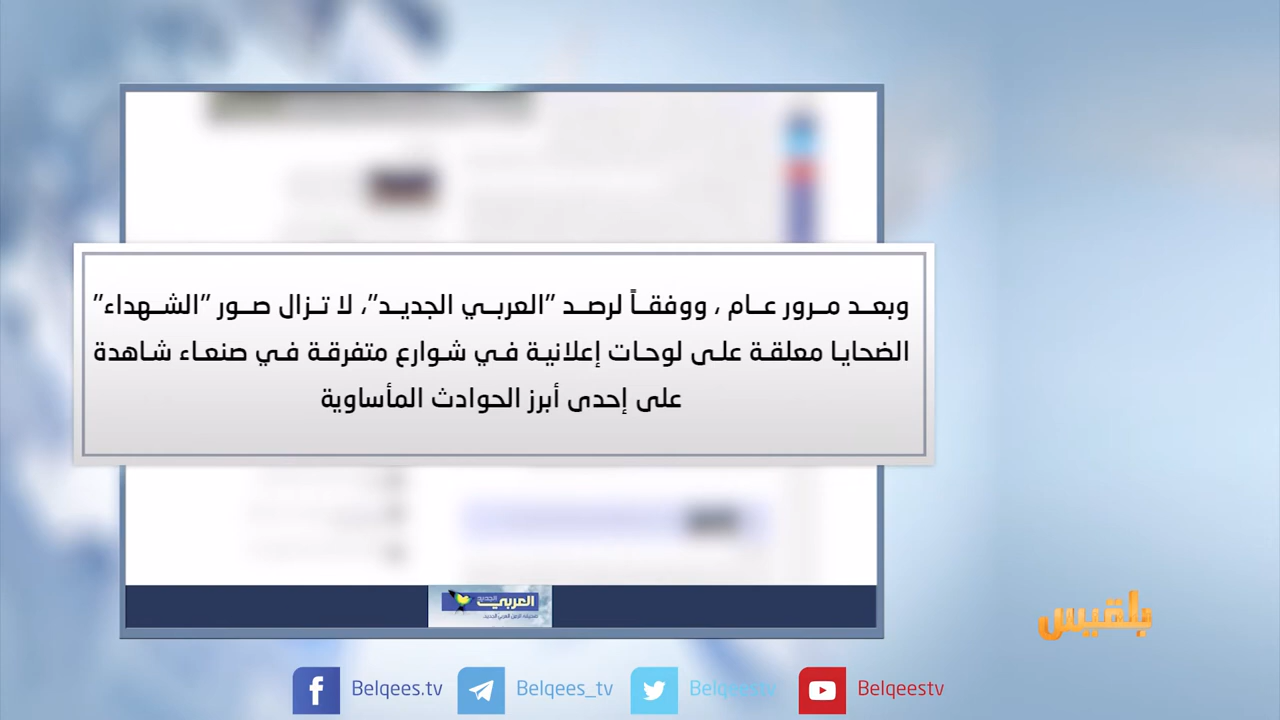 وبعد مرور عام ، ووفقاً لرصد "العربي الجديد"، لا تزال صور "الشهداء"
الضحايا معلقة على لوحات إعلانية في شوارع متفرقة في صنعاء شاهدة
على إحدى أبرز الحوادث المأساوية
العربي الجديد
بلقيس
Belqees.tv
Belqees_tv
Belqeestv
Belqeestv